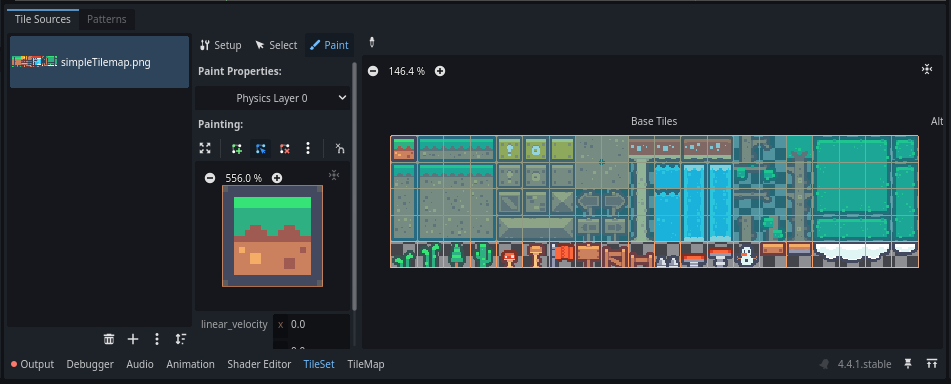 Tile Sources
Patterns
simpleTilemap.png
Setup
Select
Paint
Paint Properties:
Physics Layer 0
Painting:
556.0 %
linear_velocity
x 0.0
146.4 %
Base Tiles
Alt
Output
Debugger
Audio
Animation
Shader Editor
TileSet
TileMap
4.4.1.stable